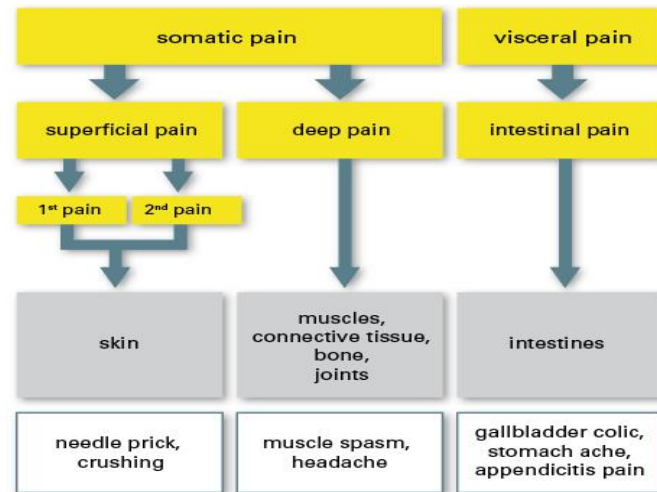 somatic pain
visceral pain
superficial pain
deep pain
intestinal pain
1st pain
2nd pain
skin
muscles,
connective tissue,
bone,
joints
intestines
needle prick,
crushing
muscle spasm,
headache
gallbladder colic,
stomach ache,
appendicitis pain